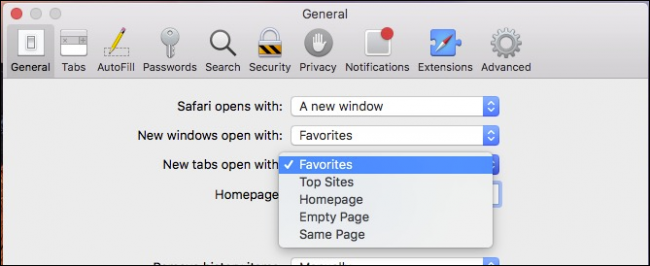 General
General Tabs AutoFill Passwords Search Security Privacy Notifications Extensions Advanced
Safari opens with: A new window
New windows open with: Favorites
New tabs open with ✓ Favorites
Top Sites
Homepage Homepage
Empty Page
Same Page